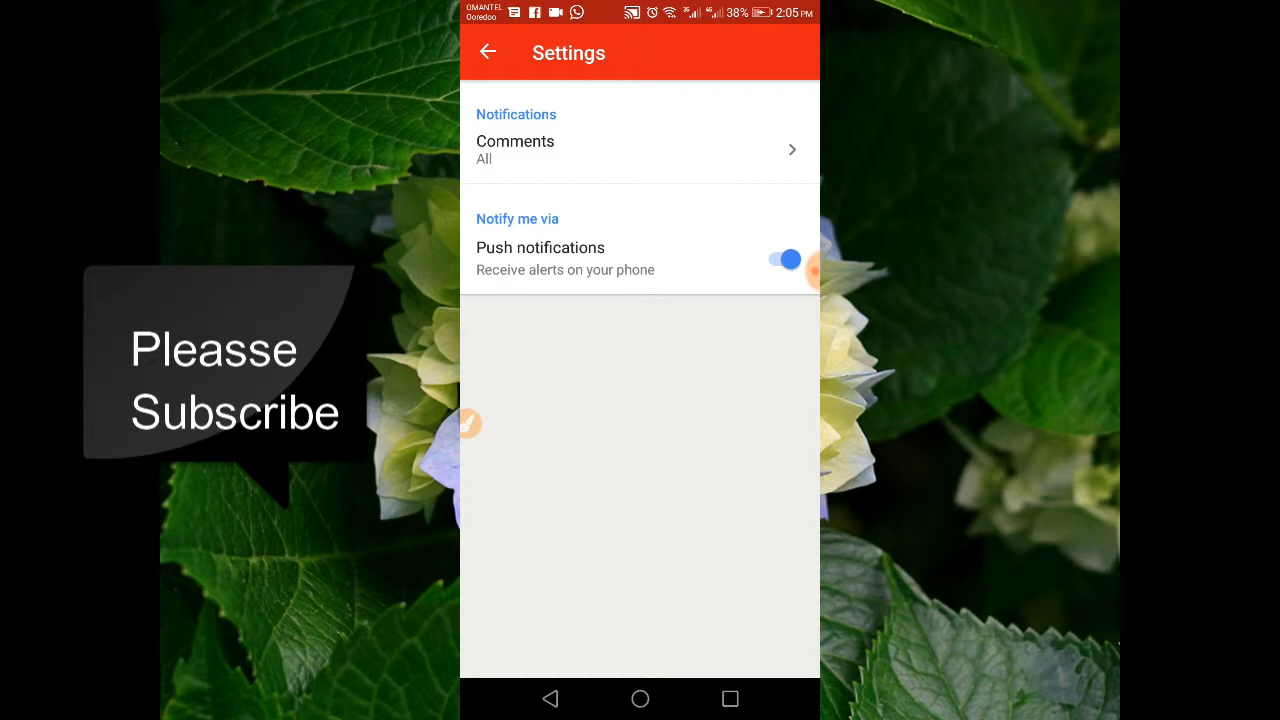 OMANTEL
Ooredoo
38%
2:05 PM
Settings
Notifications
Comments
All
Notify me via
Push notifications
Receive alerts on your phone
Pleasse
Subscribe